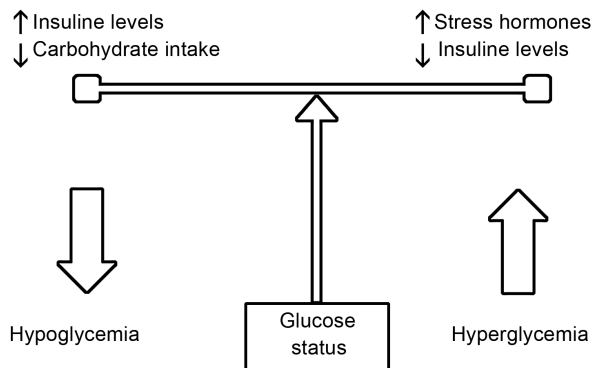 ↑ Insuline levels
↓ Carbohydrate intake
↑ Stress hormones
↓ Insuline levels
Hypoglycemia
Glucose
status
Hyperglycemia